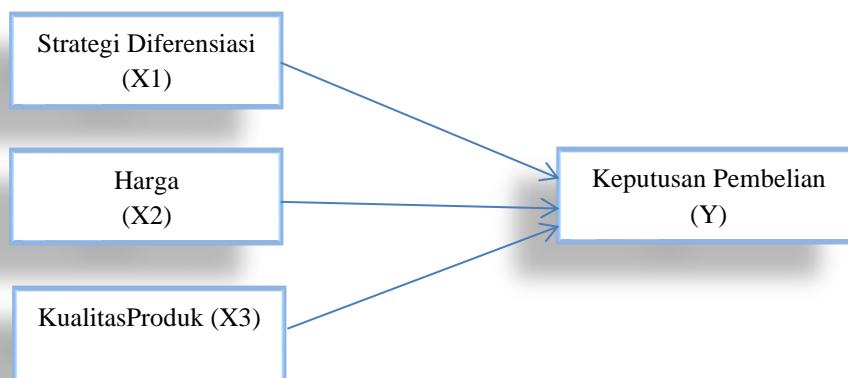 Strategi Diferensiasi
(X1)
Harga
(X2)
KualitasProduk (X3)
Keputusan Pembelian
(Y)